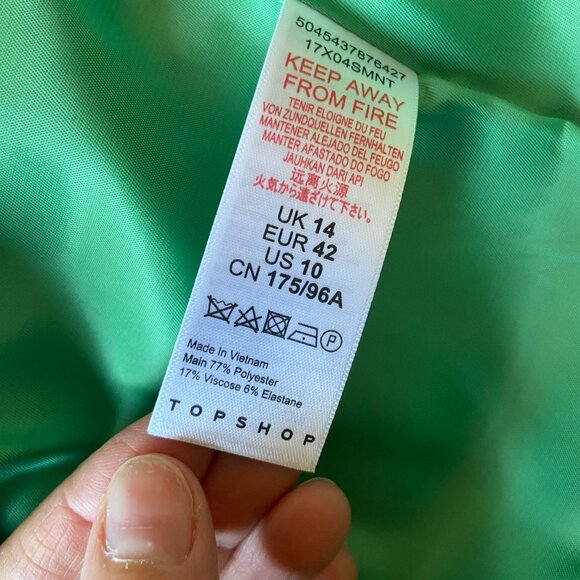 5045437876427
17X04SMNT
KEEP AWAY
FROM FIRE
TENIR ELOIGNE DU FEU
VON ZUNDQUELLEN FERNHALTEN
MANTENER ALEJADO DEL FEUGO
MANTER AFASTADO DO FOGO
JAUHKAN DARI API
远离火源
火気から遠ざけて下さい。
UK 14
EUR 42
US 10
CN 175/96A
P
Made In Vietnam
Main 77% Polyester
17% Viscose 6% Elastane
TOPSHOP